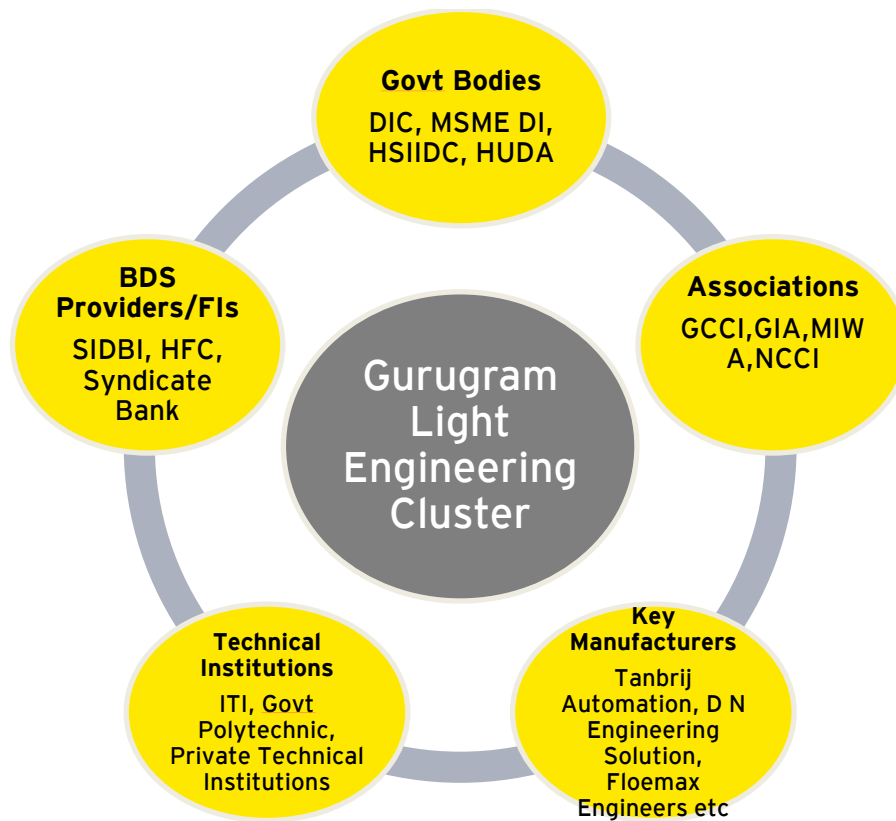 Govt Bodies
DIC, MSME DI,
HSIIDC, HUDA
Associations
GCCI,GIA,MIW
A,NCCI
Key
Manufacturers
Tanbrij
Automation, D N
Engineering
Solution,
Floemax
Engineers etc
Technical
Institutions
ITI, Govt
Polytechnic,
Private Technical
Institutions
BDS
Providers/FIs
SIDBI, HFC,
Syndicate
Bank
Gurugram
Light
Engineering
Cluster